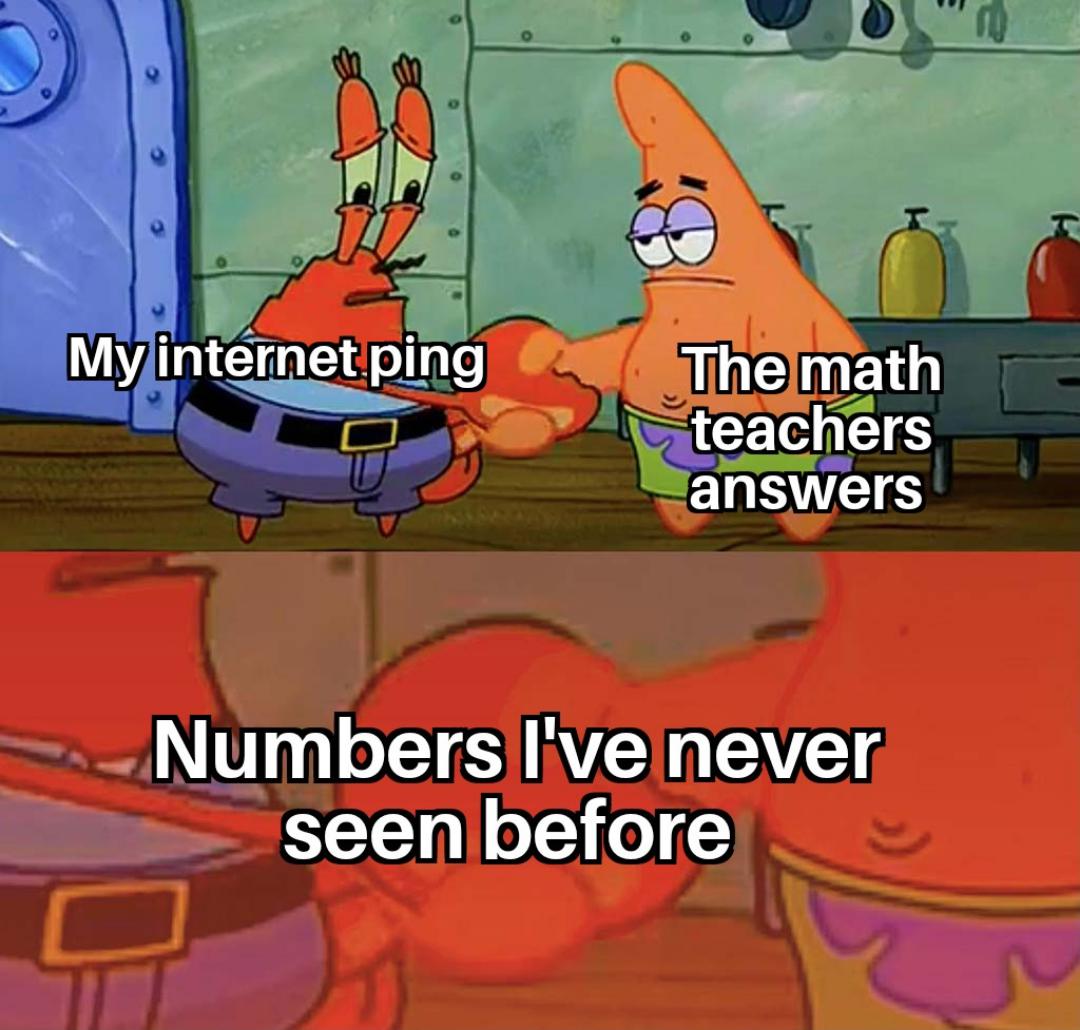 My internet ping
The math
teachers
answers
Numbers I've never
seen before